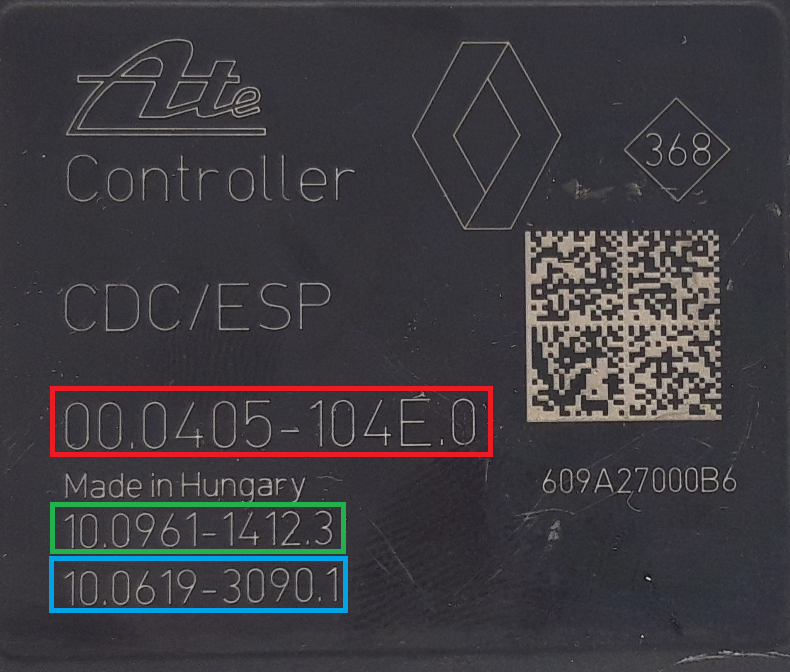 Ate
Controller
368
CDC/ESP
00.0405-104E.0
Made in Hungary
609A27000B6
10.0961-1412.3
10.0619-3090.1